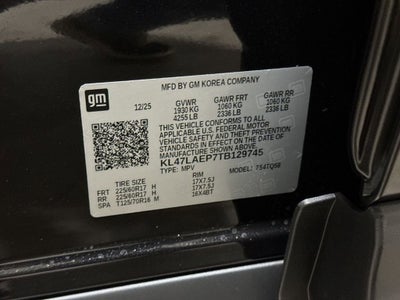 MFD BY GM KOREA COMPANY
gm
12/25 GVWR GAWR FRT GAWR RR
1930 KG 1060 KG 1060 KG
4255 LB 2336 LB 2336 LB
THIS VEHICLE CONFORMS TO ALL
APPLICABLE U.S. FEDERAL MOTOR
VEHICLE SAFETY AND THEFT
PREVENTION STANDARDS IN EFFECT
ON THE DATE OF MANUFACTURE
SHOWN ABOVE.
KL47LAEP7TB129745
TYPE: MPV MODEL: 7S4TQ58
TIRE SIZE RIM
FRT 225/60R17 H 17X7.5J
RR 225/60R17 H 17X7.5J
SPA T125/70R16 M 16X4BT